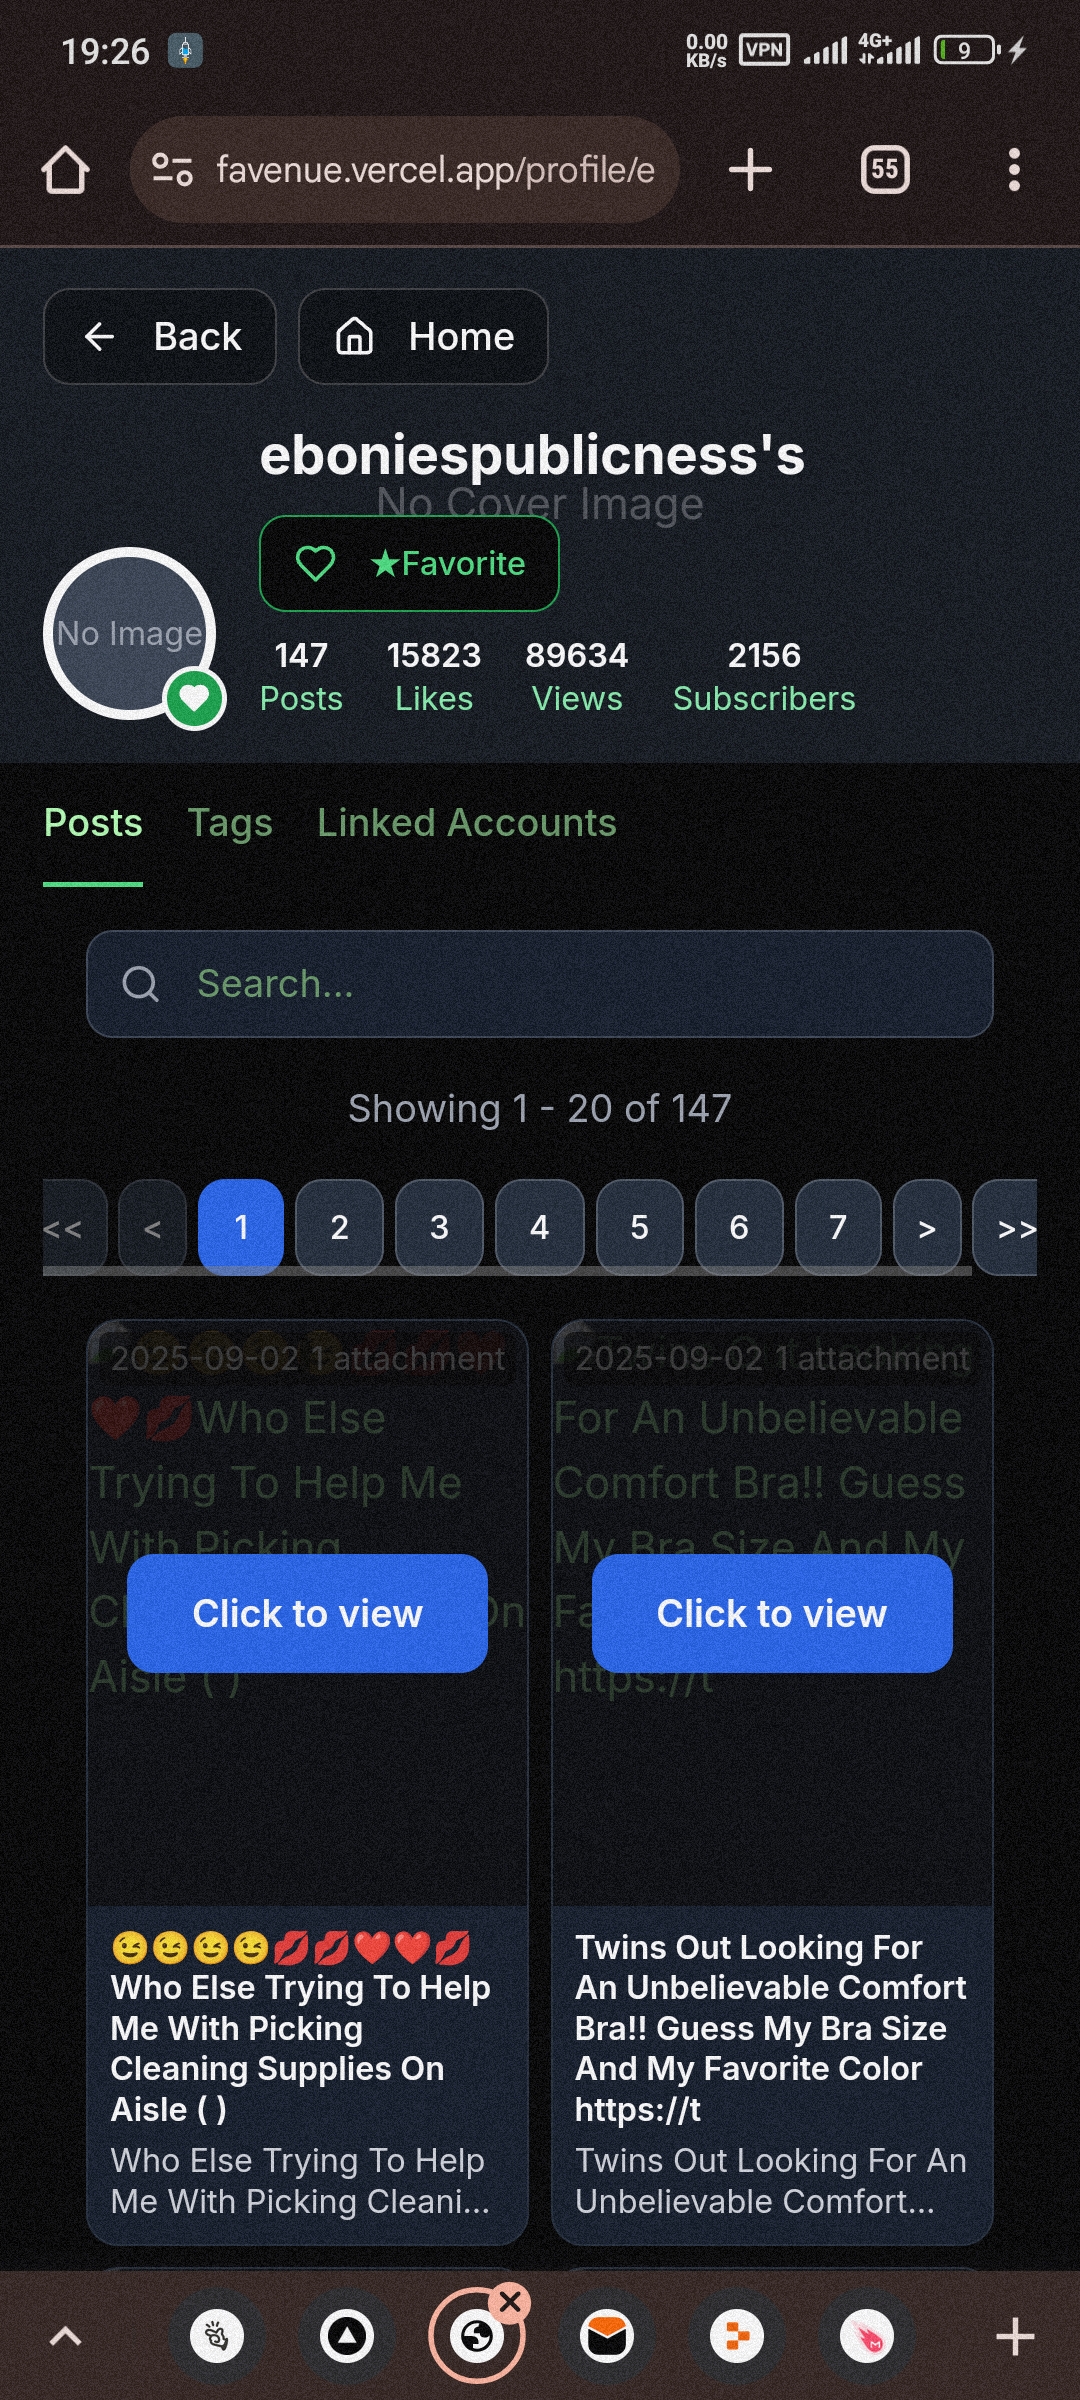 19:26
0.00 KB/s VPN 4G+ 9
favenue.vercel.app/profile/e
55
Back Home
eboniespublicness's
No Cover Image
★Favorite
No Image
147 15823 89634 2156
Posts Likes Views Subscribers
Posts Tags Linked Accounts
Search...
Showing 1 - 20 of 147
<< < 1 2 3 4 5 6 7 > >>
2025-09-02 1 attachment
❤️💋Who Else
Trying To Help Me
With Picking
On
Aisle ( )
Click to view
😉😉😉😉💋💋❤️❤️💋
Who Else Trying To Help
Me With Picking
Cleaning Supplies On
Aisle ( )
Who Else Trying To Help
Me With Picking Cleani...
2025-09-02 1 attachment
For An Unbelievable
Comfort Bra!! Guess
My Bra Size And My
https://t
Click to view
Twins Out Looking For
An Unbelievable Comfort
Bra!! Guess My Bra Size
And My Favorite Color
https://t
Twins Out Looking For An
Unbelievable Comfort...